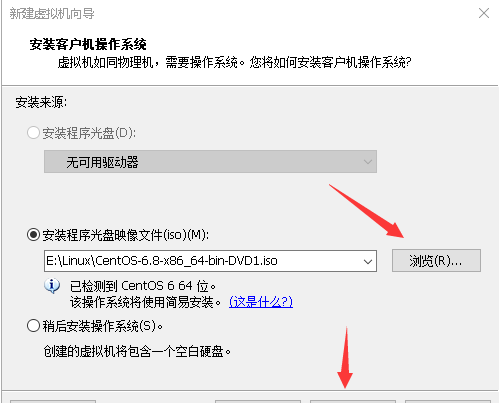 新建虚拟机向导
安装客户机操作系统
虚拟机如同物理机，需要操作系统。您将如何安装客户机操作系统?
安装来源:
安装程序光盘(D):
无可用驱动器
安装程序光盘映像文件(iso)(M):
E:\Linux\CentOS-6.8-x86_64-bin-DVD1.iso
浏览(R)...
已检测到 CentOS 6 64 位。
该操作系统将使用简易安装。 (这是什么?)
稍后安装操作系统(S)。
创建的虚拟机将包含一个空白硬盘。